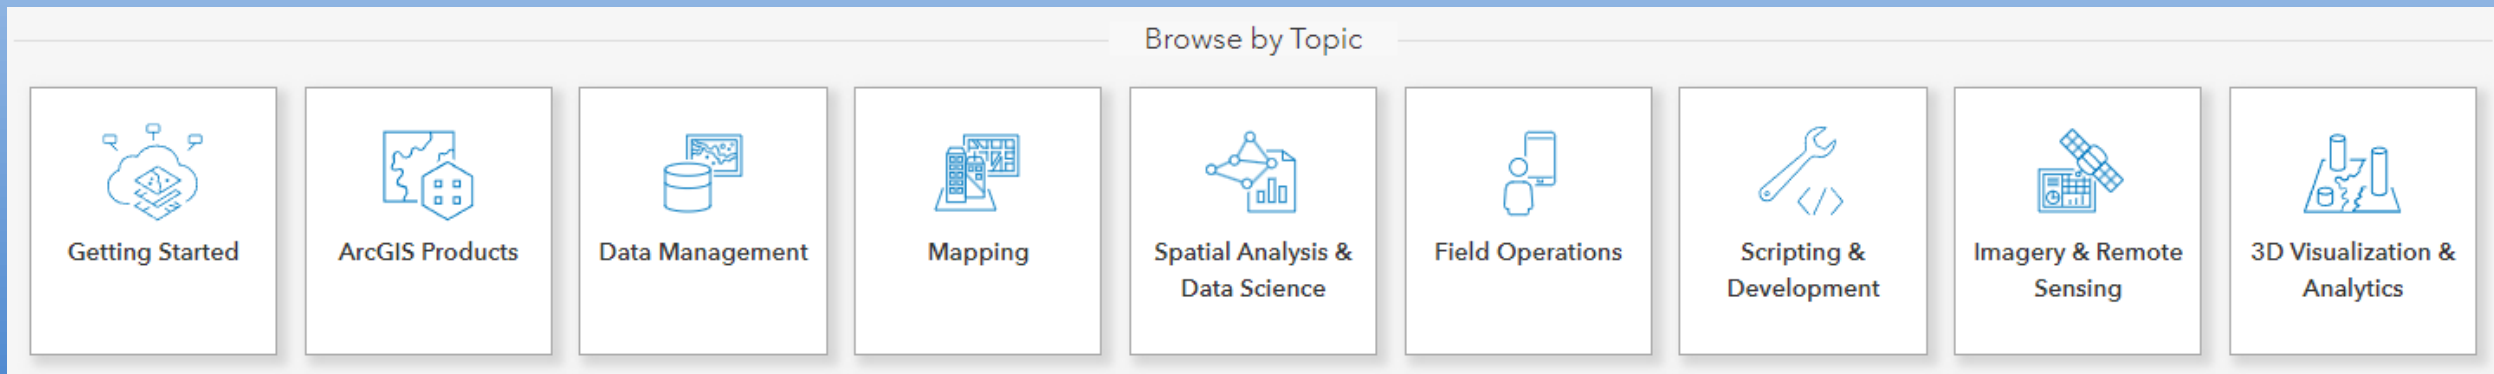 Browse by Topic
Getting Started
ArcGIS Products
Data Management
Mapping
Spatial Analysis &
Data Science
Field Operations
Scripting &
Development
Imagery & Remote
Sensing
3D Visualization &
Analytics